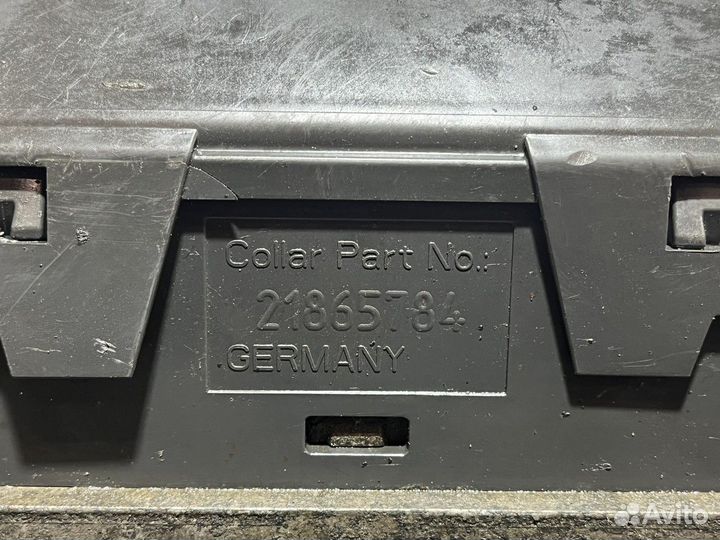 Collar Part No.:
21865784
GERMANY
Avito